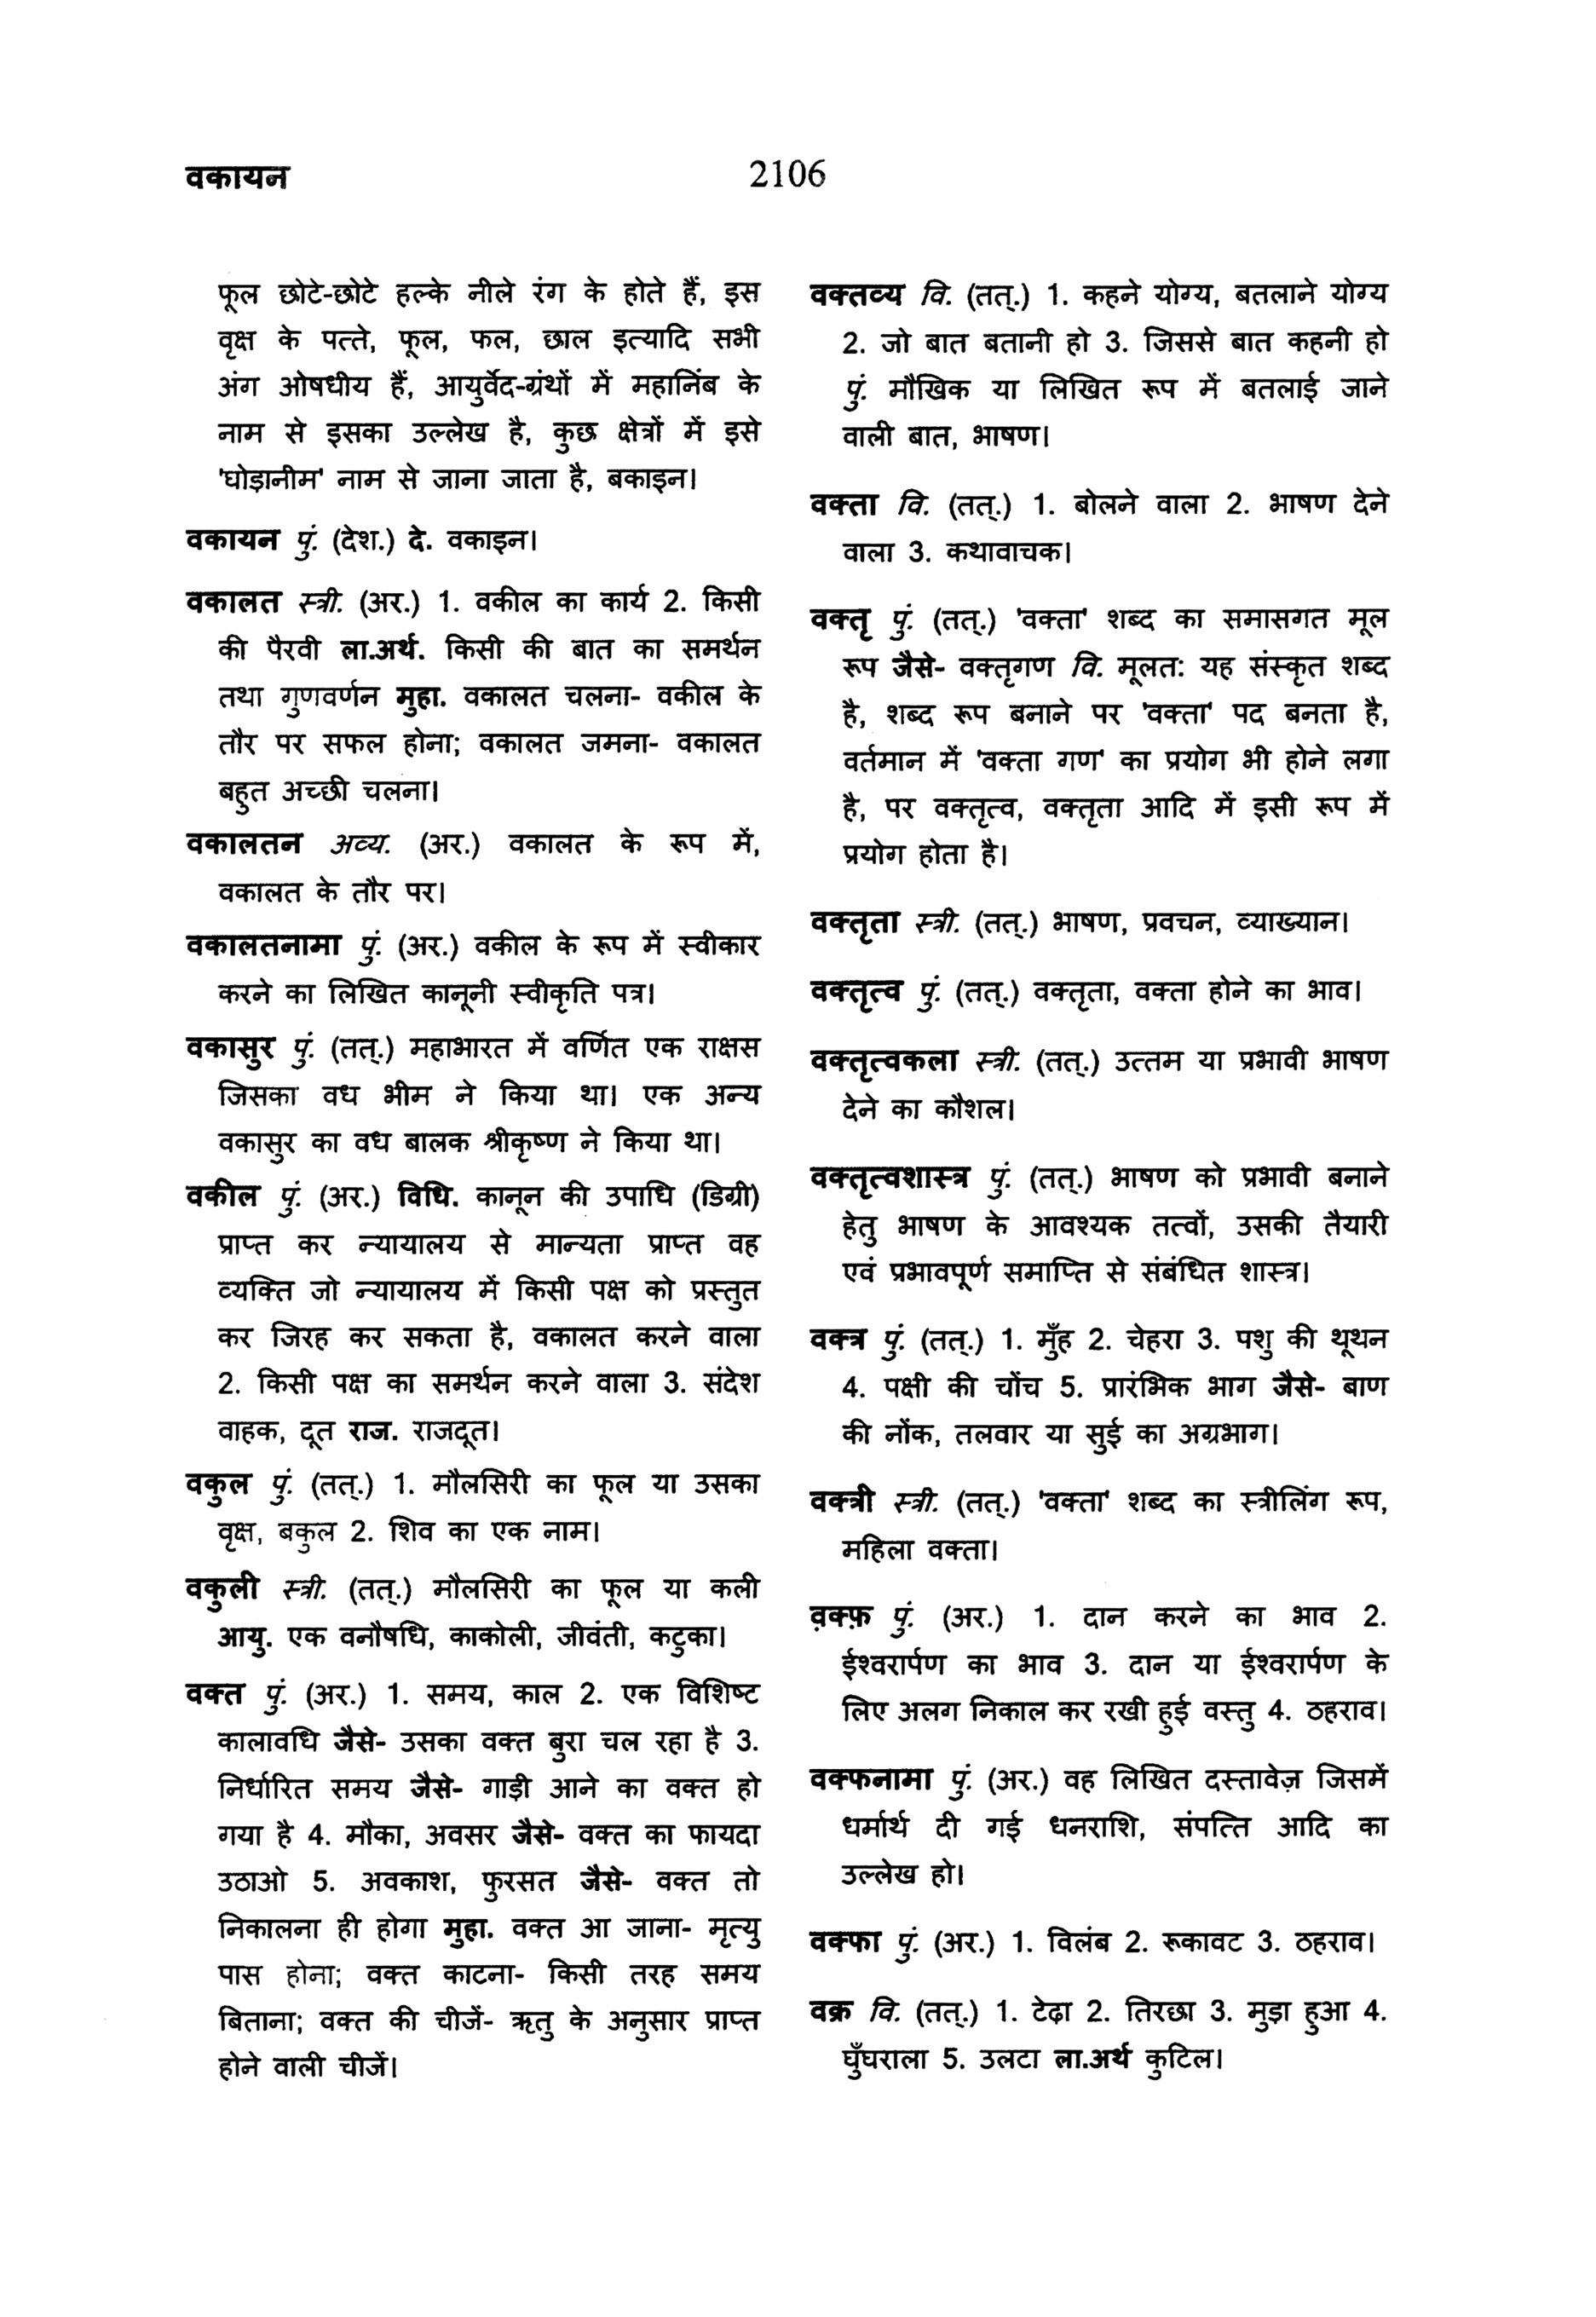 वकायन
2106
फूल छोटे-छोटे हल्के नीले रंग के होते हैं, इस
वृक्ष के पत्ते, फूल, फल, छाल इत्यादि सभी
अंग ओषधीय हैं, आयुर्वेद-ग्रंथों में महानिंब के
नाम से इसका उल्लेख है, कुछ क्षेत्रों में इसे
'घोड़ानीम' नाम से जाना जाता है, बकाइन।
वकायन पुं. (देश.) दे. वकाइन।
वकालत स्त्री. (अर.) 1. वकील का कार्य 2. किसी
की पैरवी ला.अर्थ. किसी की बात का समर्थन
तथा गुणवर्णन मुहा. वकालत चलना- वकील के
तौर पर सफल होना; वकालत जमना- वकालत
बहुत अच्छी चलना।
वकालतन अव्य. (अर.) वकालत के रूप में,
वकालत के तौर पर।
वकालतनामा पुं. (अर.) वकील के रूप में स्वीकार
करने का लिखित कानूनी स्वीकृति पत्र।
वकासुर पुं. (तत्.) महाभारत में वर्णित एक राक्षस
जिसका वध भीम ने किया था। एक अन्य
वकासुर का वध बालक श्रीकृष्ण ने किया था।
वकील पुं. (अर.) विधि. कानून की उपाधि (डिग्री)
प्राप्त कर न्यायालय से मान्यता प्राप्त वह
व्यक्ति जो न्यायालय में किसी पक्ष को प्रस्तुत
कर जिरह कर सकता है, वकालत करने वाला
2. किसी पक्ष का समर्थन करने वाला 3. संदेश
वाहक, दूत राज. राजदूत।
वकुल पुं. (तत्.) 1. मौलसिरी का फूल या उसका
वृक्ष, बकुल 2. शिव का एक नाम।
वकुली स्त्री. (तत्.) मौलसिरी का फूल या कली
आयु. एक वनौषधि, काकोली, जीवंती, कटुका।
वक्त पुं. (अर.) 1. समय, काल 2. एक विशिष्ट
कालावधि जैसे- उसका वक्त बुरा चल रहा है 3.
निर्धारित समय जैसे- गाड़ी आने का वक्त हो
गया है 4. मौका, अवसर जैसे- वक्त का फायदा
उठाओ 5. अवकाश, फुरसत जैसे- वक्त तो
निकालना ही होगा मुहा. वक्त आ जाना- मृत्यु
पास होना; वक्त काटना- किसी तरह समय
बिताना; वक्त की चीजें- ऋतु के अनुसार प्राप्त
होने वाली चीजें।
वक्तव्य वि. (तत्.) 1. कहने योग्य, बतलाने योग्य
2. जो बात बतानी हो 3. जिससे बात कहनी हो
पुं. मौखिक या लिखित रूप में बतलाई जाने
वाली बात, भाषण।
वक्ता वि. (तत्.) 1. बोलने वाला 2. भाषण देने
वाला 3. कथावाचक।
वक्तृ पुं. (तत्.) 'वक्ता' शब्द का समासगत मूल
रूप जैसे- वक्तृगण वि. मूलत: यह संस्कृत शब्द
है, शब्द रूप बनाने पर 'वक्ता' पद बनता है,
वर्तमान में 'वक्ता गण' का प्रयोग भी होने लगा
है, पर वक्तृत्व, वक्तृता आदि में इसी रूप में
प्रयोग होता है।
वक्तृता स्त्री. (तत्.) भाषण, प्रवचन, व्याख्यान।
वक्तृत्व पुं. (तत्.) वक्तृता, वक्ता होने का भाव।
वक्तृत्वकला स्त्री. (तत्.) उत्तम या प्रभावी भाषण
देने का कौशल।
वक्तृत्वशास्त्र पुं. (तत्.) भाषण को प्रभावी बनाने
हेतु भाषण के आवश्यक तत्वों, उसकी तैयारी
एवं प्रभावपूर्ण समाप्ति से संबंधित शास्त्र।
वक्त्र पुं. (तत्.) 1. मुँह 2. चेहरा 3. पशु की थूथन
4. पक्षी की चोंच 5. प्रारंभिक भाग जैसे- बाण
की नोंक, तलवार या सुई का अग्रभाग।
वक्त्री स्त्री. (तत्.) 'वक्ता' शब्द का स्त्रीलिंग रूप,
महिला वक्ता।
व़क्फ़ पुं. (अर.) 1. दान करने का भाव 2.
ईश्वरार्पण का भाव 3. दान या ईश्वरार्पण के
लिए अलग निकाल कर रखी हुई वस्तु 4. ठहराव।
वक्फनामा पुं. (अर.) वह लिखित दस्तावेज़ जिसमें
धर्मार्थ दी गई धनराशि, संपत्ति आदि का
उल्लेख हो।
वक्फा पुं. (अर.) 1. विलंब 2. रूकावट 3. ठहराव।
वक्र वि. (तत्.) 1. टेढ़ा 2. तिरछा 3. मुड़ा हुआ 4.
घुँघराला 5. उलटा ला.अर्थ कुटिल।